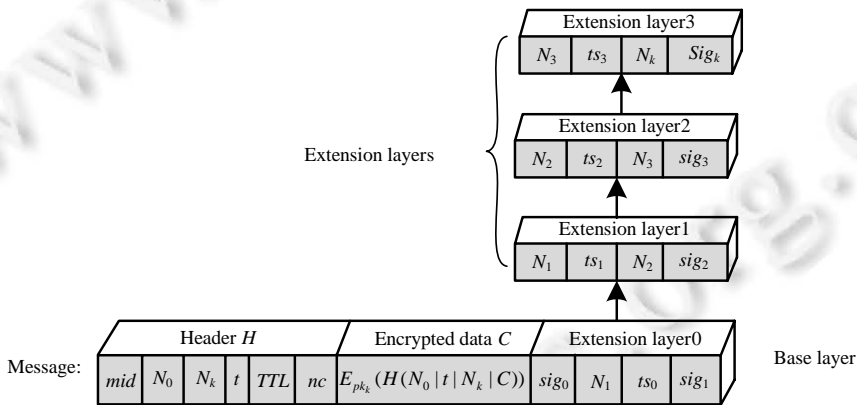 Extension layer3
N₃ ts₃ Nₖ Sigₖ
Extension layer2
N₂ ts₂ N₃ sig₃
Extension layers
Extension layer1
N₁ ts₁ N₂ sig₂
Header H Encrypted data C Extension layer0
Message: mid N₀ Nₖ t TTL nc E_{pkₖ}(H(N₀|t|Nₖ|C)) sig₀ N₁ ts₀ sig₁ Base layer